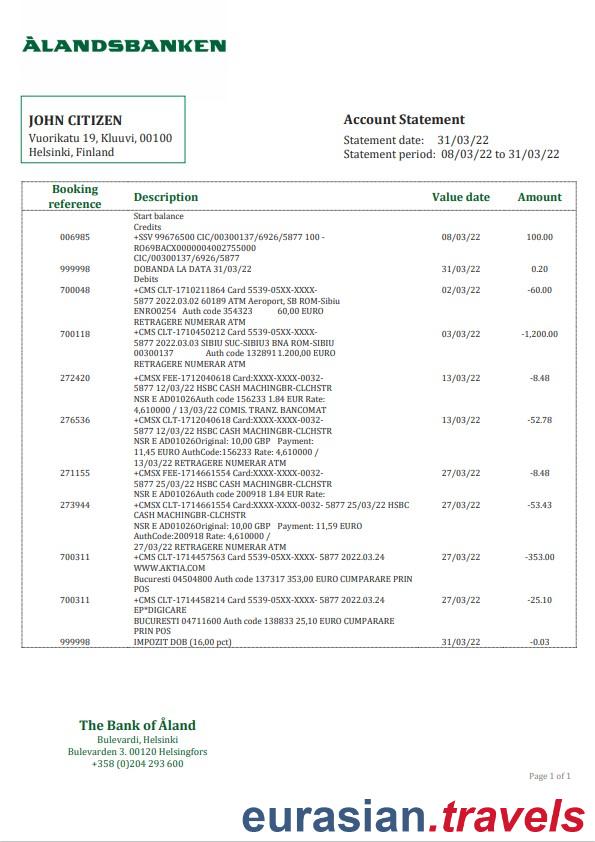 ÅLANDSBANKEN
JOHN CITIZEN
Vuorikatu 19, Kluuvi, 00100
Helsinki, Finland
Account Statement
Statement date: 31/03/22
Statement period: 08/03/22 to 31/03/22
Booking reference Description Value date Amount
Start balance
Credits
006985 +SSV 99676500 CIC/00300137/6926/5877 100 - 08/03/22 100.00
RO69BACX0000004002755000
CIC/00300137/6926/5877
999998 DOBANDA LA DATA 31/03/22 31/03/22 0.20
Debits
700048 +CMS CLT-1710211864 Card 5539-05XX-XXXX- 02/03/22 -60.00
5877 2022.03.02 60189 ATM Aeroport, SB ROM-Sibiu
ENRO0254 Auth code 354323 60,00 EURO
RETRAGERE NUMERAR ATM
700118 +CMS CLT-1710450212 Card 5539-05XX-XXXX- 03/03/22 -1,200.00
5877 2022.03.03 SIBIU SUC-SIBIU3 BNA ROM-SIBIU
00300137 Auth code 132891 1.200,00 EURO
RETRAGERE NUMERAR ATM
272420 +CMSX FEE-1712040618 Card:XXXX-XXXX-0032- 13/03/22 -8.48
5877 12/03/22 HSBC CASH MACHINGBR-CLCHSTR
NSR E AD01026Auth code 156233 1.84 EUR Rate:
4,610000 / 13/03/22 COMIS. TRANZ. BANCOMAT
276536 +CMSX CLT-1712040618 Card:XXXX-XXXX-0032- 13/03/22 -52.78
5877 12/03/22 HSBC CASH MACHINGBR-CLCHSTR
NSR E AD01026Original: 10,00 GBP Payment:
11,45 EURO AuthCode:156233 Rate: 4,610000 /
13/03/22 RETRAGERE NUMERAR ATM
271155 +CMSX FEE-1714661554 Card:XXXX-XXXX-0032- 27/03/22 -8.48
5877 25/03/22 HSBC CASH MACHINGBR-CLCHSTR
NSR E AD01026Auth code 200918 1.84 EUR Rate:
273944 +CMSX CLT-1714661554 Card:XXXX-XXXX-0032- 5877 25/03/22 HSBC 27/03/22 -53.43
CASH MACHINGBR-CLCHSTR
NSR E AD01026Original: 10,00 GBP Payment: 11,59 EURO
AuthCode:200918 Rate: 4,610000 /
27/03/22 RETRAGERE NUMERAR ATM
700311 +CMS CLT-1714457563 Card 5539-05XX-XXXX- 5877 2022.03.24 27/03/22 -353.00
WWW.AKTIA.COM
Bucuresti 04504800 Auth code 137317 353,00 EURO CUMPARARE PRIN
POS
700311 +CMS CLT-1714458214 Card 5539-05XX-XXXX- 5877 2022.03.24 27/03/22 -25.10
EP*DIGICARE
BUCURESTI 04711600 Auth code 138833 25,10 EURO CUMPARARE
PRIN POS
999998 IMPOZIT DOB (16,00 pct) 31/03/22 -0.03
The Bank of Åland
Bulevardi, Helsinki
Bulevarden 3. 00120 Helsingfors
+358 (0)204 293 600
Page 1 of 1
eurasian.travels